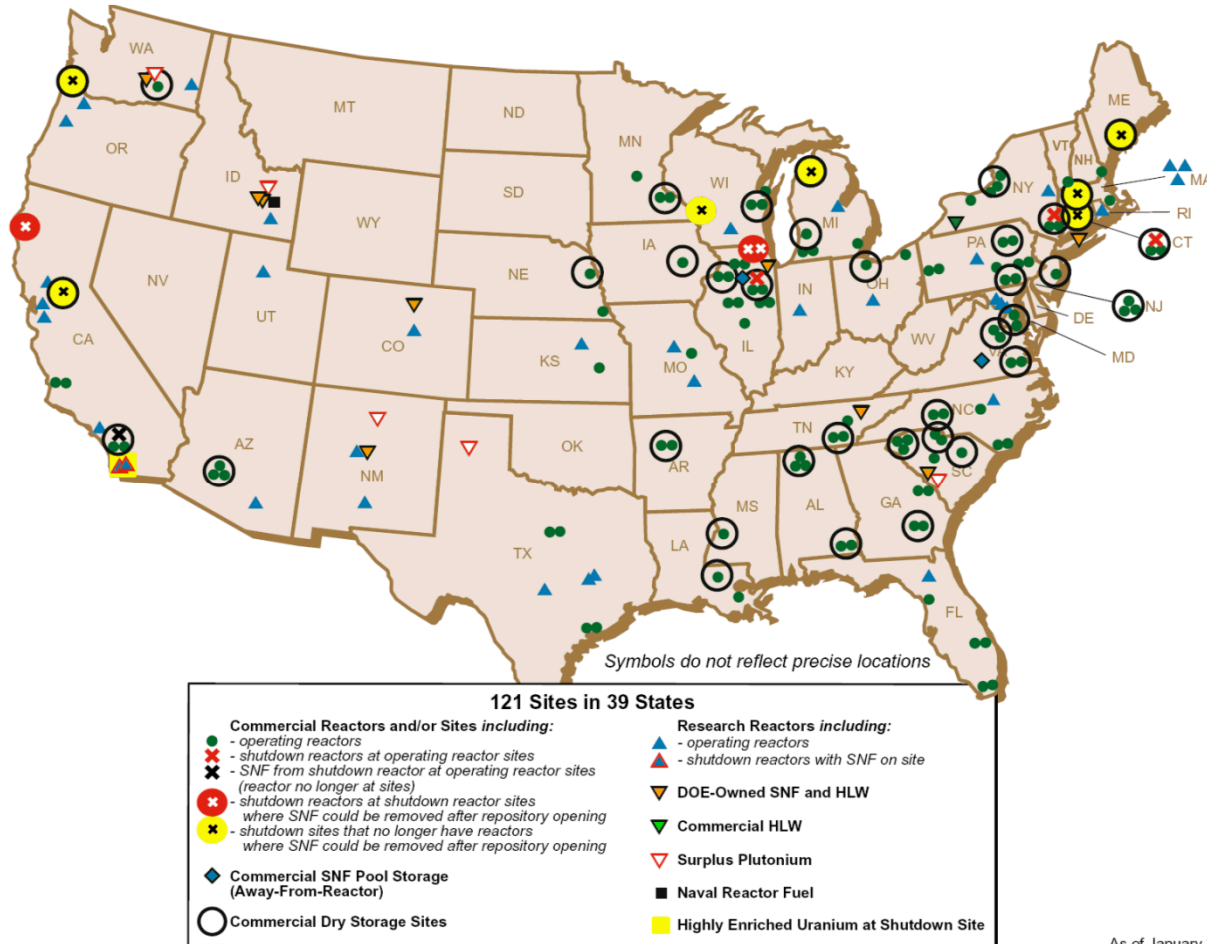 WA
MT
ND
MN
ME
OR
ID
SD
WI
VT
NH
NY
MA
WY
MI
RI
IA
PA
CT
NE
NV
UT
CO
IL
IN
OH
NJ
CA
KS
MO
WV
VA
DE
MD
KY
AZ
NM
OK
TN
NC
AR
SC
MS
AL
GA
TX
LA
FL
Symbols do not reflect precise locations
121 Sites in 39 States
Commercial Reactors and/or Sites including:
- operating reactors
- shutdown reactors at operating reactor sites
- SNF from shutdown reactor at operating reactor sites
(reactor no longer at sites)
- shutdown reactors at shutdown reactor sites
where SNF could be removed after repository opening
- shutdown sites that no longer have reactors
where SNF could be removed after repository opening
Commercial SNF Pool Storage
(Away-From-Reactor)
Commercial Dry Storage Sites
Research Reactors including:
- operating reactors
- shutdown reactors with SNF on site
DOE-Owned SNF and HLW
Commercial HLW
Surplus Plutonium
Naval Reactor Fuel
Highly Enriched Uranium at Shutdown Site
As of January